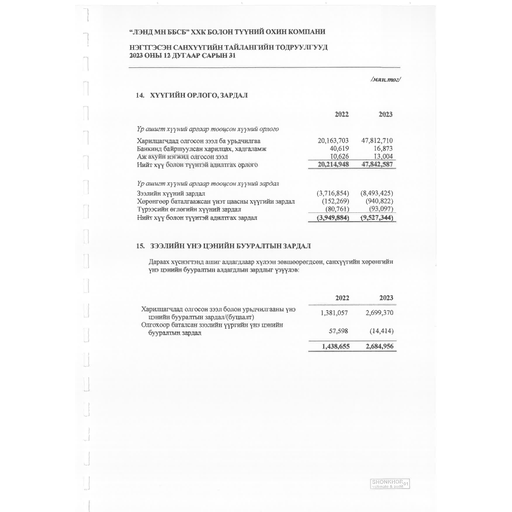 "ЛЭНД МН ББСБ" ХХК БОЛОН ТҮҮНИЙ ОХИН КОМПАНИ
НЭГТГЭСЭН САНХҮҮГИЙН ТАЙЛАНГИЙН ТОДРУУЛГУУД
2023 ОНЫ 12 ДУГААР САРЫН 31
/мян.төг/
14. ХҮҮГИЙН ОРЛОГО, ЗАРДАЛ
2022 2023
Үр ашигт хүүний аргаар тооцсон хүүний орлого
Харилцагчдад олгосон зээл ба урьдчилгаа 20,163,703 47,812,710
Банкинд байршуулсан харилцах, хадгаламж 40,619 16,873
Аж ахуйн нэгжид олгосон зээл 10,626 13,004
Нийт хүү болон түүнтэй адилтгах орлого 20,214,948 47,842,587
Үр ашигт хүүний аргаар тооцсон хүүний зардал
Зээлийн хүүний зардал (3,716,854) (8,493,425)
Хөрөнгөөр баталгаажсан үнэт цаасны хүүгийн зардал (152,269) (940,822)
Түрээсийн өглөгийн хүүний зардал (80,761) (93,097)
Нийт хүү болон түүнтэй адилтгах зардал (3,949,884) (9,527,344)
15. ЗЭЭЛИЙН ҮНЭ ЦЭНИЙН БУУРАЛТЫН ЗАРДАЛ
Дараах хүснэгтэнд ашиг алдагдлаар хүлээн зөвшөөрөгдсөн, санхүүгийн хөрөнгийн
үнэ цэнийн бууралтын алдагдлын зардлыг үзүүлэв:
2022 2023
Харилцагчдад олгосон зээл болон урьдчилгааны үнэ
цэнийн бууралтын зардал/(буцаалт) 1,381,057 2,699,370
Олгохоор баталсан зээлийн үүргийн үнэ цэнийн
бууралтын зардал 57,598 (14,414)
1,438,655 2,684,956